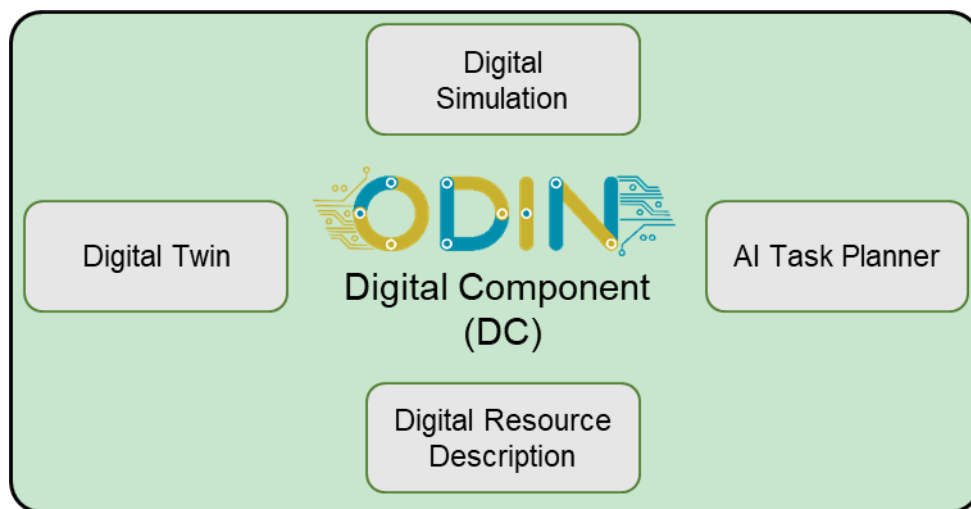 Digital
Simulation
ODIN
Digital Twin
AI Task Planner
Digital Component
(DC)
Digital Resource
Description